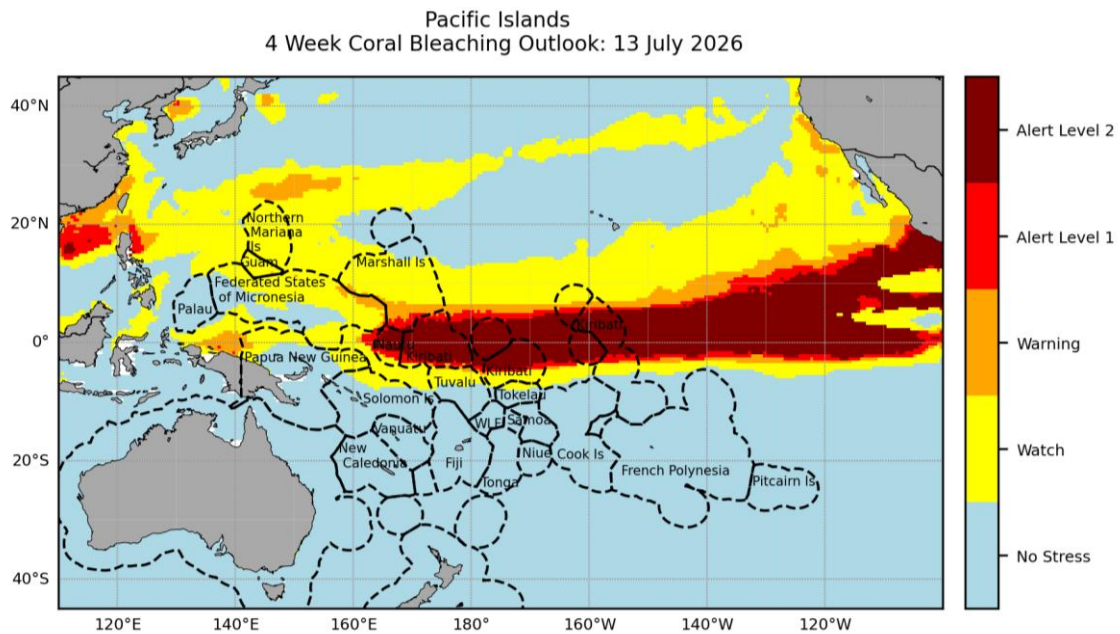 Pacific Islands
4 Week Coral Bleaching Outlook: 13 July 2026
40°N
20°N
0°
20°S
40°S
120°E
140°E
160°E
180°
160°W
140°W
120°W
Northern
Mariana
Is
Guam
Marshall Is
Federated States
of Micronesia
Palau
Kiribati
Nauru
Kiribati
Papua New Guinea
Kiribati
Tuvalu
Tokelau
Solomon Is
WLF
Samoa
Vanuatu
New
Caledonia
Fiji
Niue
Cook Is
French Polynesia
Tonga
Pitcairn Is
Alert Level 2
Alert Level 1
Warning
Watch
No Stress